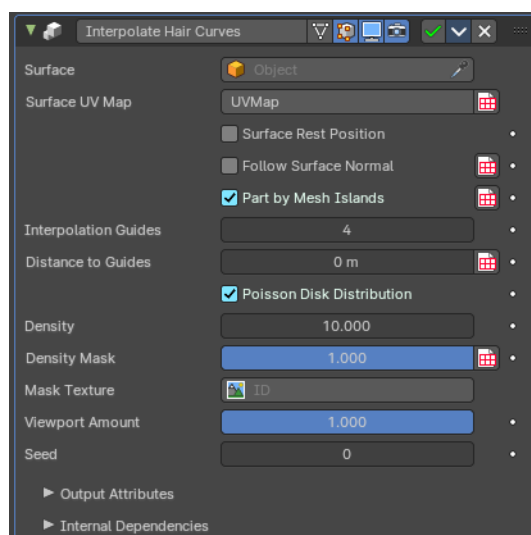 Interpolate Hair Curves
Surface Object
Surface UV Map UVMap
Surface Rest Position
Follow Surface Normal
Part by Mesh Islands
Interpolation Guides 4
Distance to Guides 0 m
Poisson Disk Distribution
Density 10.000
Density Mask 1.000
Mask Texture ID
Viewport Amount 1.000
Seed 0
Output Attributes
Internal Dependencies